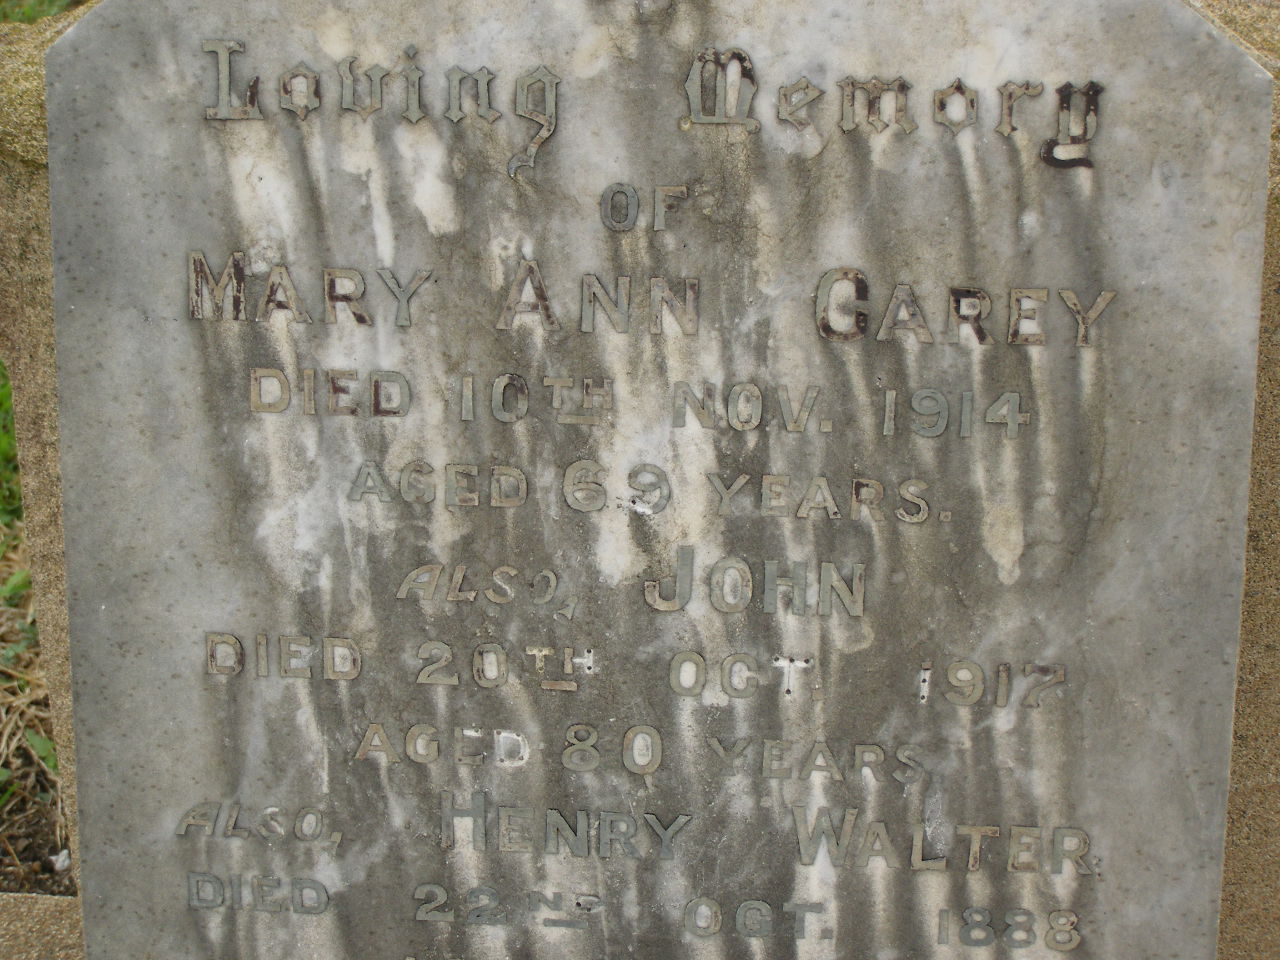 Loving Memory
OF
MARY ANN CAREY
DIED 10TH NOV. 1914
AGED 69 YEARS.
ALSO, JOHN
DIED 20TH OCT 1917
AGED 80 YEARS
ALSO, HENRY WALTER
DIED 22ND OCT. 1888